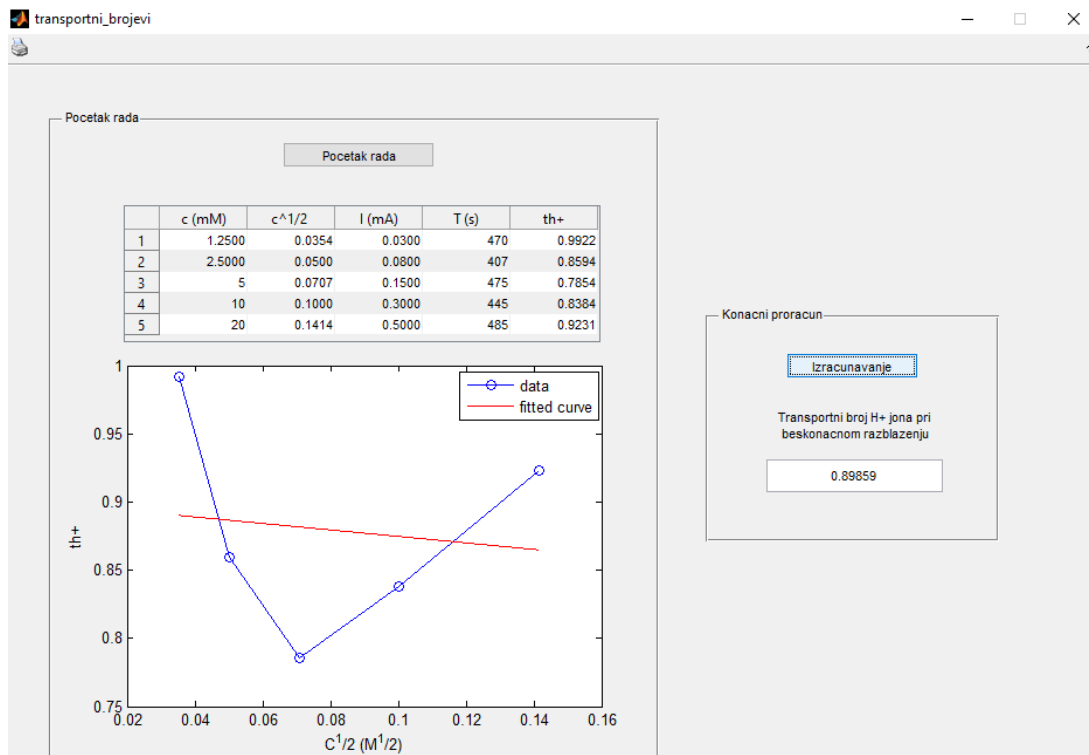 transportni_brojevi
Pocetak rada
Pocetak rada
c (mM) c^1/2 I (mA) T (s) th+
1 1.2500 0.0354 0.0300 470 0.9922
2 2.5000 0.0500 0.0800 407 0.8594
3 5 0.0707 0.1500 475 0.7854
4 10 0.1000 0.3000 445 0.8384
5 20 0.1414 0.5000 485 0.9231
1
0.95
0.9
0.85
0.8
0.75
th+
data
fitted curve
0.02 0.04 0.06 0.08 0.1 0.12 0.14 0.16
C^1/2 (M^1/2)
Konacni proracun
Izracunavanje
Transportni broj H+ jona pri
beskonacnom razblazenju
0.89859